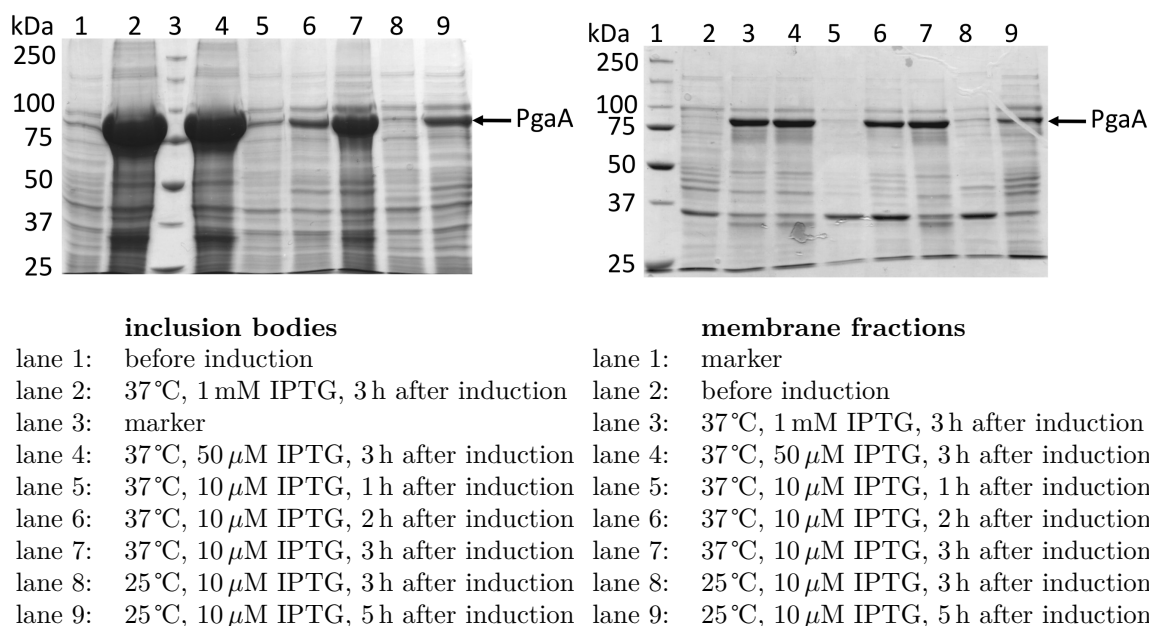 kDa 1 2 3 4 5 6 7 8 9
250
100
75
50
37
25
PgaA
kDa 1 2 3 4 5 6 7 8 9
250
100
75
50
37
25
PgaA
inclusion bodies
lane 1: before induction
lane 2: 37°C, 1 mM IPTG, 3 h after induction
lane 3: marker
lane 4: 37°C, 50 μM IPTG, 3 h after induction
lane 5: 37°C, 10 μM IPTG, 1 h after induction
lane 6: 37°C, 10 μM IPTG, 2 h after induction
lane 7: 37°C, 10 μM IPTG, 3 h after induction
lane 8: 25°C, 10 μM IPTG, 3 h after induction
lane 9: 25°C, 10 μM IPTG, 5 h after induction
membrane fractions
lane 1: marker
lane 2: before induction
lane 3: 37°C, 1 mM IPTG, 3 h after induction
lane 4: 37°C, 50 μM IPTG, 3 h after induction
lane 5: 37°C, 10 μM IPTG, 1 h after induction
lane 6: 37°C, 10 μM IPTG, 2 h after induction
lane 7: 37°C, 10 μM IPTG, 3 h after induction
lane 8: 25°C, 10 μM IPTG, 3 h after induction
lane 9: 25°C, 10 μM IPTG, 5 h after induction